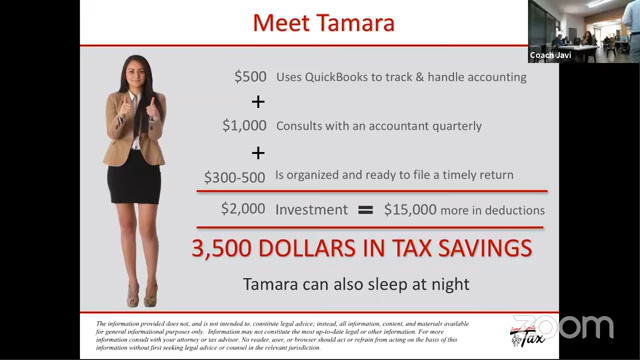 Meet Tamara
Coach Javi
$500 Uses QuickBooks to track & handle accounting
+
$1,000 Consults with an accountant quarterly
+
$300-500 Is organized and ready to file a timely return
$2,000 Investment = $15,000 more in deductions
3,500 DOLLARS IN TAX SAVINGS
Tamara can also sleep at night
The information provided does not, and is not intended to, constitute legal advice; instead, all information, content, and materials available
for general informational purposes only. Information may not constitute the most up-to-date legal or other information. For more
information consult with your attorney or tax advisor. No reader, user, or browser should act or refrain from acting on the basis of this
information without first seeking legal advice or counsel in the relevant jurisdiction.
Tax
zoom